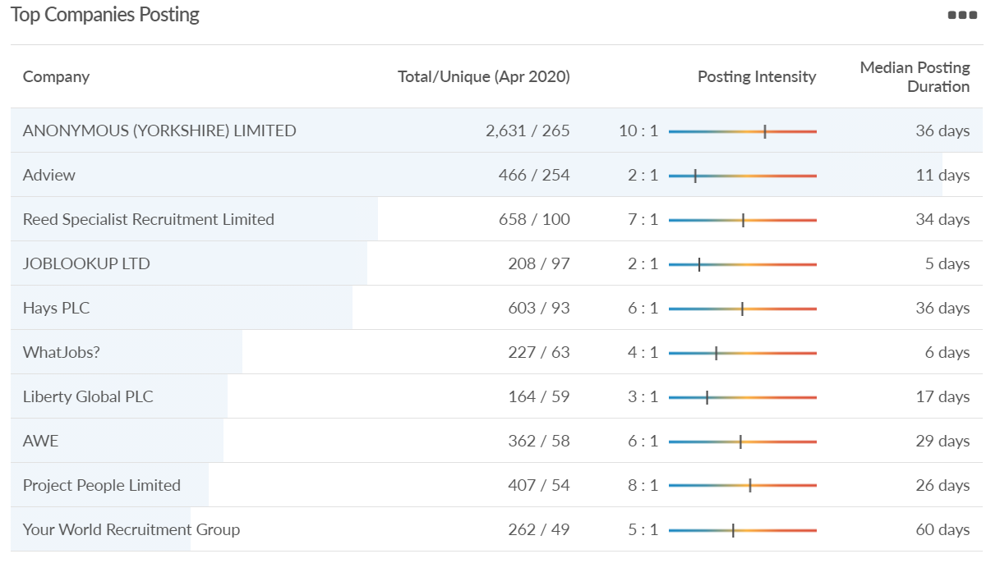 Top Companies Posting
Company Total/Unique (Apr 2020) Posting Intensity Median Posting Duration
ANONYMOUS (YORKSHIRE) LIMITED 2,631 / 265 10 : 1 36 days
Adview 466 / 254 2 : 1 11 days
Reed Specialist Recruitment Limited 658 / 100 7 : 1 34 days
JOBLOOKUP LTD 208 / 97 2 : 1 5 days
Hays PLC 603 / 93 6 : 1 36 days
WhatJobs? 227 / 63 4 : 1 6 days
Liberty Global PLC 164 / 59 3 : 1 17 days
AWE 362 / 58 6 : 1 29 days
Project People Limited 407 / 54 8 : 1 26 days
Your World Recruitment Group 262 / 49 5 : 1 60 days